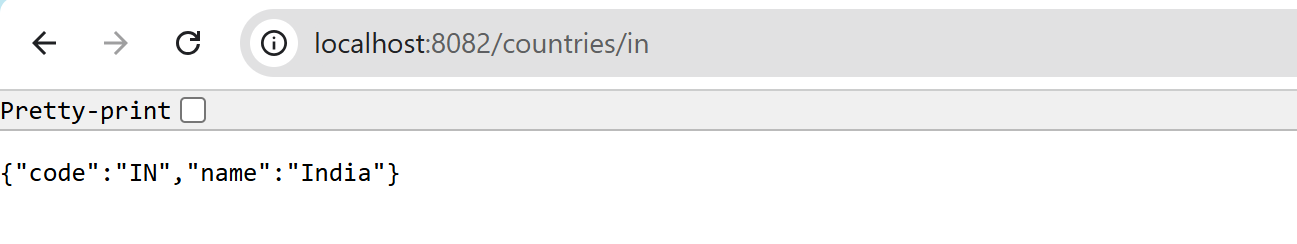 localhost:8082/countries/in
Pretty-print
{"code":"IN","name":"India"}